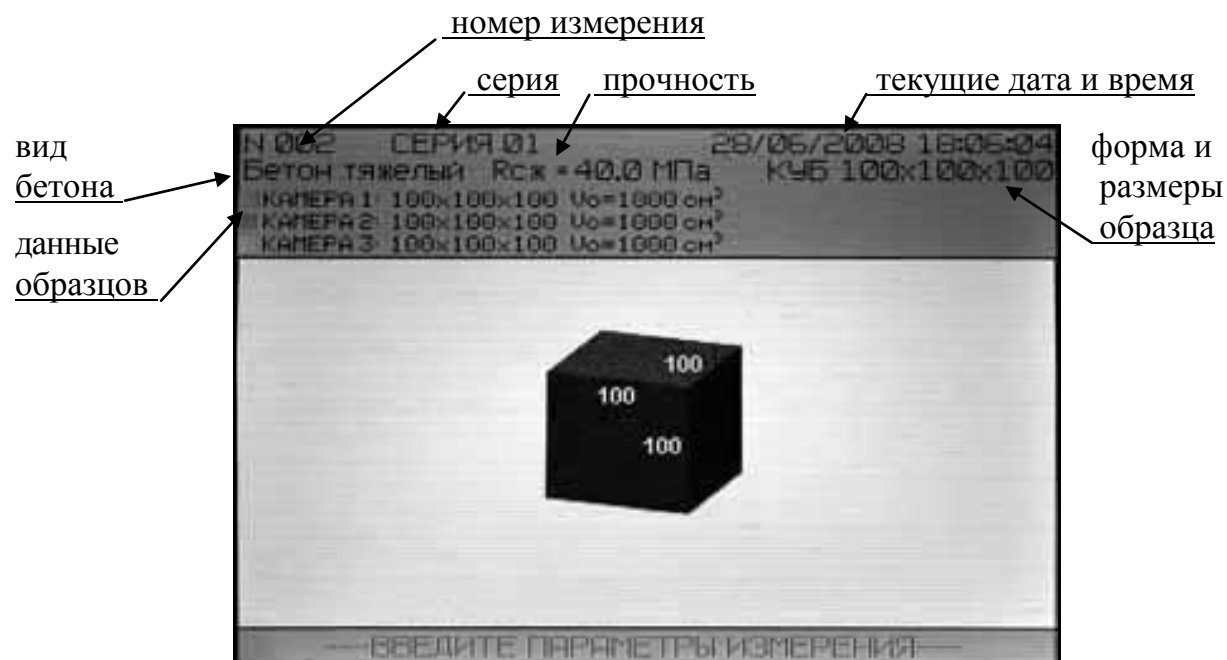 номер измерения
серия
прочность
текущие дата и время
вид
бетона
данные
образцов
форма и
размеры
образца
N 002 СЕРИЯ 01 28/06/2008 18:06:04
Бетон тяжелый Rсж =40.0 МПа КУБ 100x100x100
КАМЕРА 1: 100x100x100 Vo=1000 см³
КАМЕРА 2: 100x100x100 Vo=1000 см³
КАМЕРА 3: 100x100x100 Vo=1000 см³
100
100
100
ВВЕДИТЕ ПАРАМЕТРЫ ИЗМЕРЕНИЯ